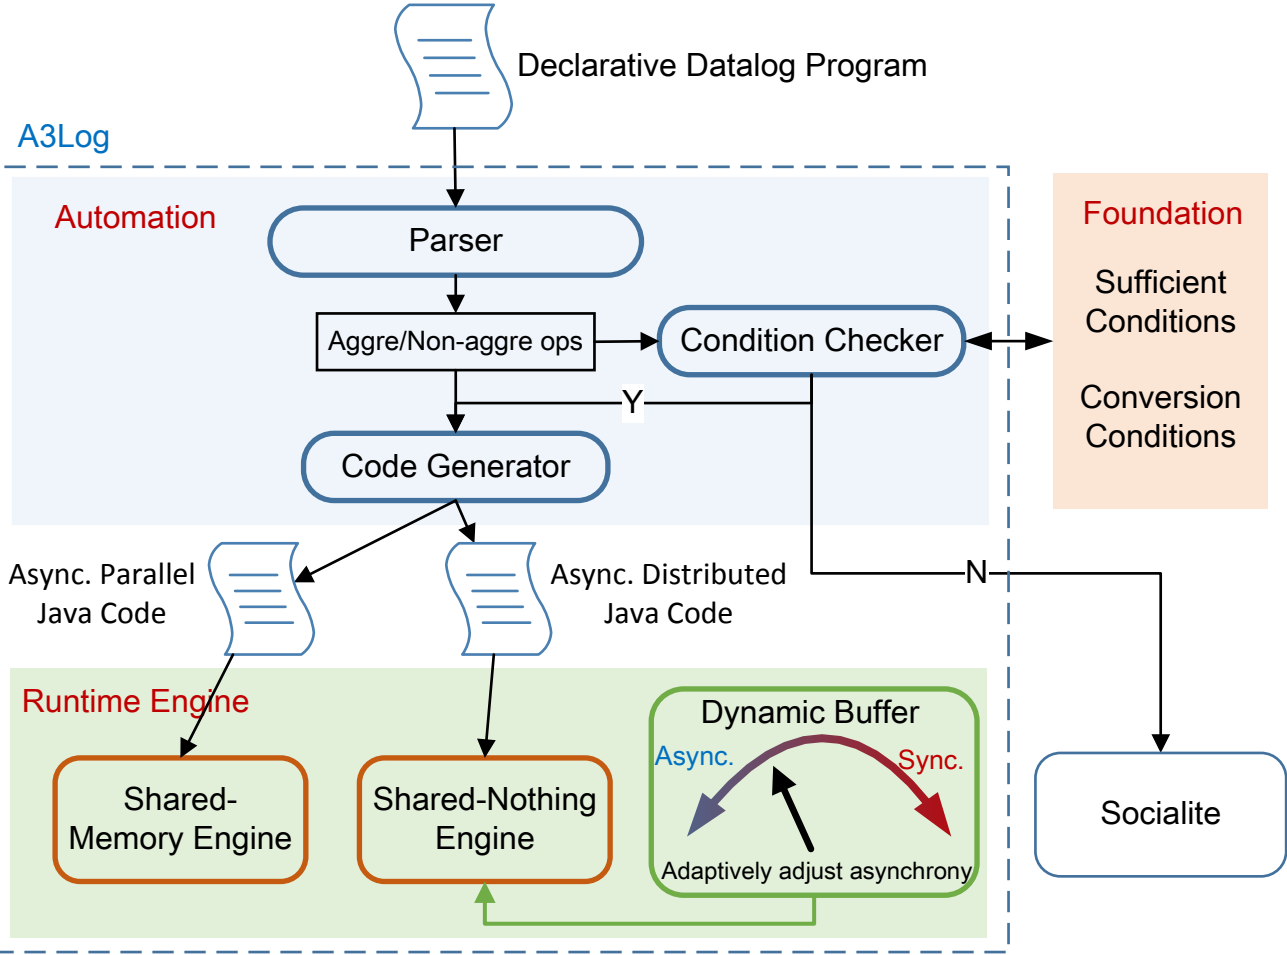 Declarative Datalog Program
A3Log
Automation
Parser
Foundation
Sufficient
Conditions
Aggre/Non-aggre ops
Condition Checker
Conversion
Conditions
Y
Code Generator
Async. Parallel
Java Code
Async. Distributed
Java Code
N
Runtime Engine
Dynamic Buffer
Async.
Sync.
Shared-
Memory Engine
Shared-Nothing
Engine
Adaptively adjust asynchrony
Socialite